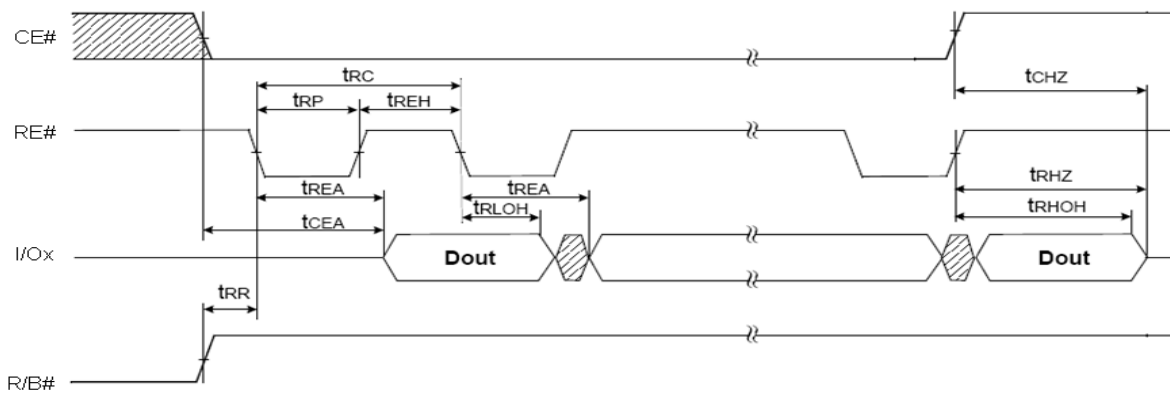 CE#
tRC
tCHZ
tRP
tREH
RE#
tREA
tREA
tRHZ
tCEA
tRLOH
tRHOH
I/Ox
Dout
Dout
tRR
R/B#